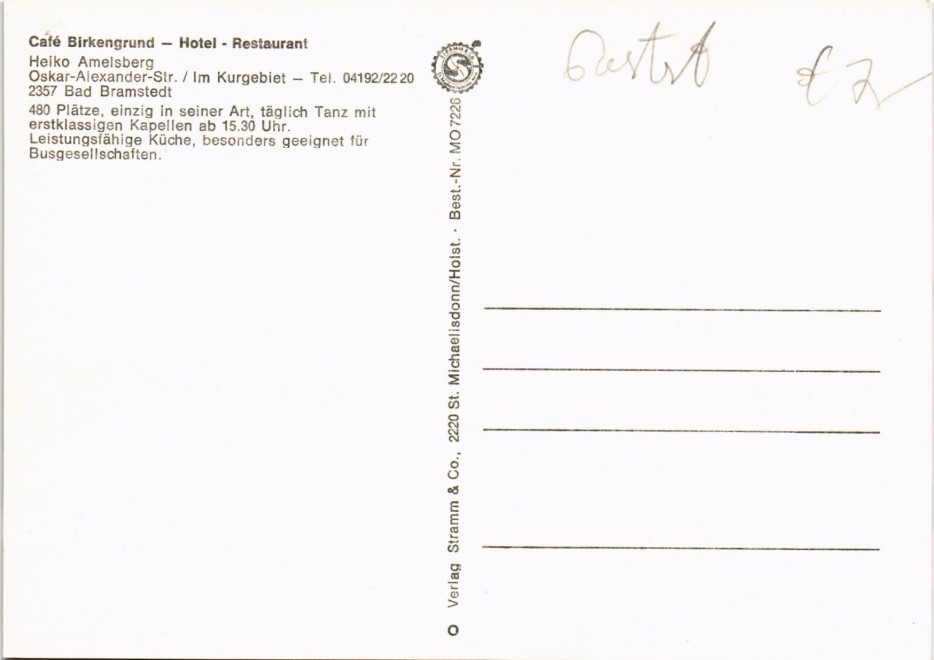 Café Birkengrund — Hotel - Restaurant
Heiko Amelsberg
Oskar-Alexander-Str. / Im Kurgebiet — Tel. 04192/22 20
2357 Bad Bramstedt
480 Plätze, einzig in seiner Art, täglich Tanz mit
erstklassigen Kapellen ab 15.30 Uhr.
Leistungsfähige Küche, besonders geeignet für
Busgesellschaften.
Verlag Stramm & Co., 2220 St. Michaelisdonn/Holst. · Best.-Nr. MO 7226